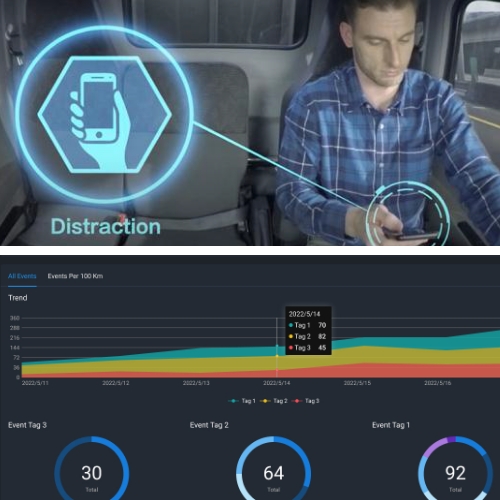 Distraction
All Events Events Per 100 Km
Trend
2022/5/14
Tag 1 70
Tag 2 82
Tag 3 45
360
288
216
144
72
36
0
2022/5/11 2022/5/12 2022/5/13 2022/5/14 2022/5/15 2022/5/16
Tag 1 Tag 2 Tag 3
Event Tag 3 Event Tag 2 Event Tag 1
30 64 92
Total Total Total